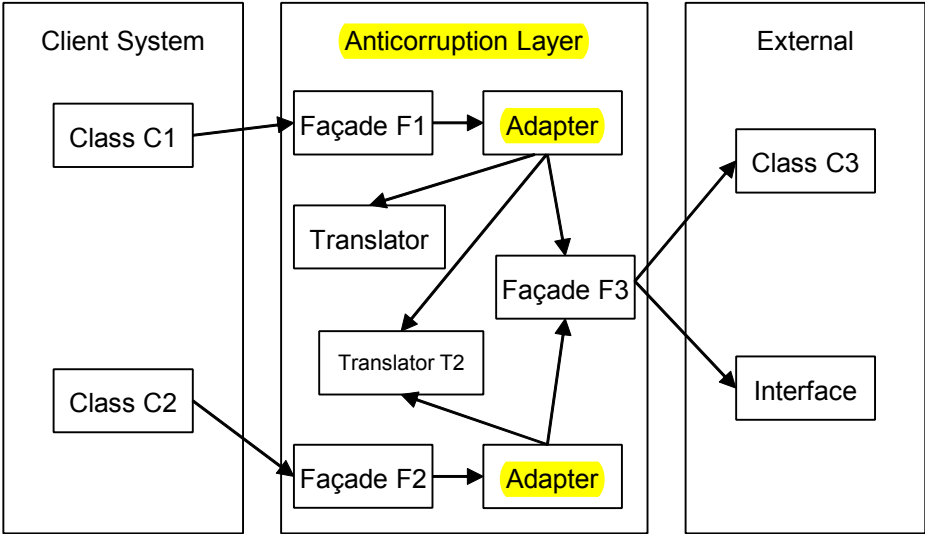 Client System
Class C1
Class C2
Anticorruption Layer
Façade F1
Adapter
Translator
Façade F3
Translator T2
Façade F2
Adapter
External
Class C3
Interface